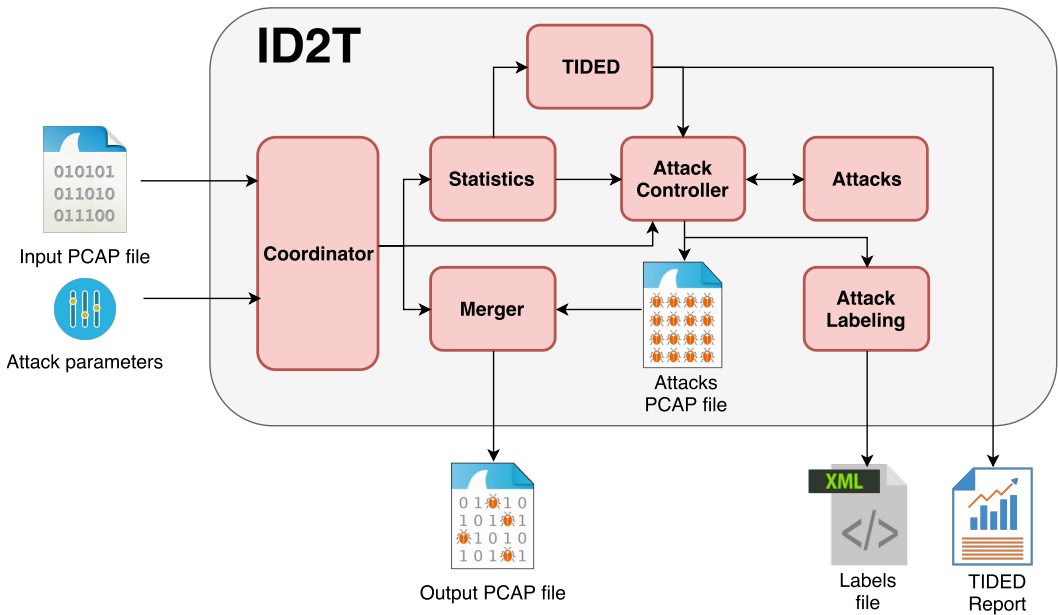 ID2T
TIDED
010101
011010
011100
Input PCAP file
Attack parameters
Coordinator
Statistics
Attack
Controller
Attacks
Merger
Attacks
PCAP file
Attack
Labeling
0 1 1 0
1 0 1 1
1 0 1 0
1 0 1 1
Output PCAP file
XML
</>
Labels
file
TIDED
Report